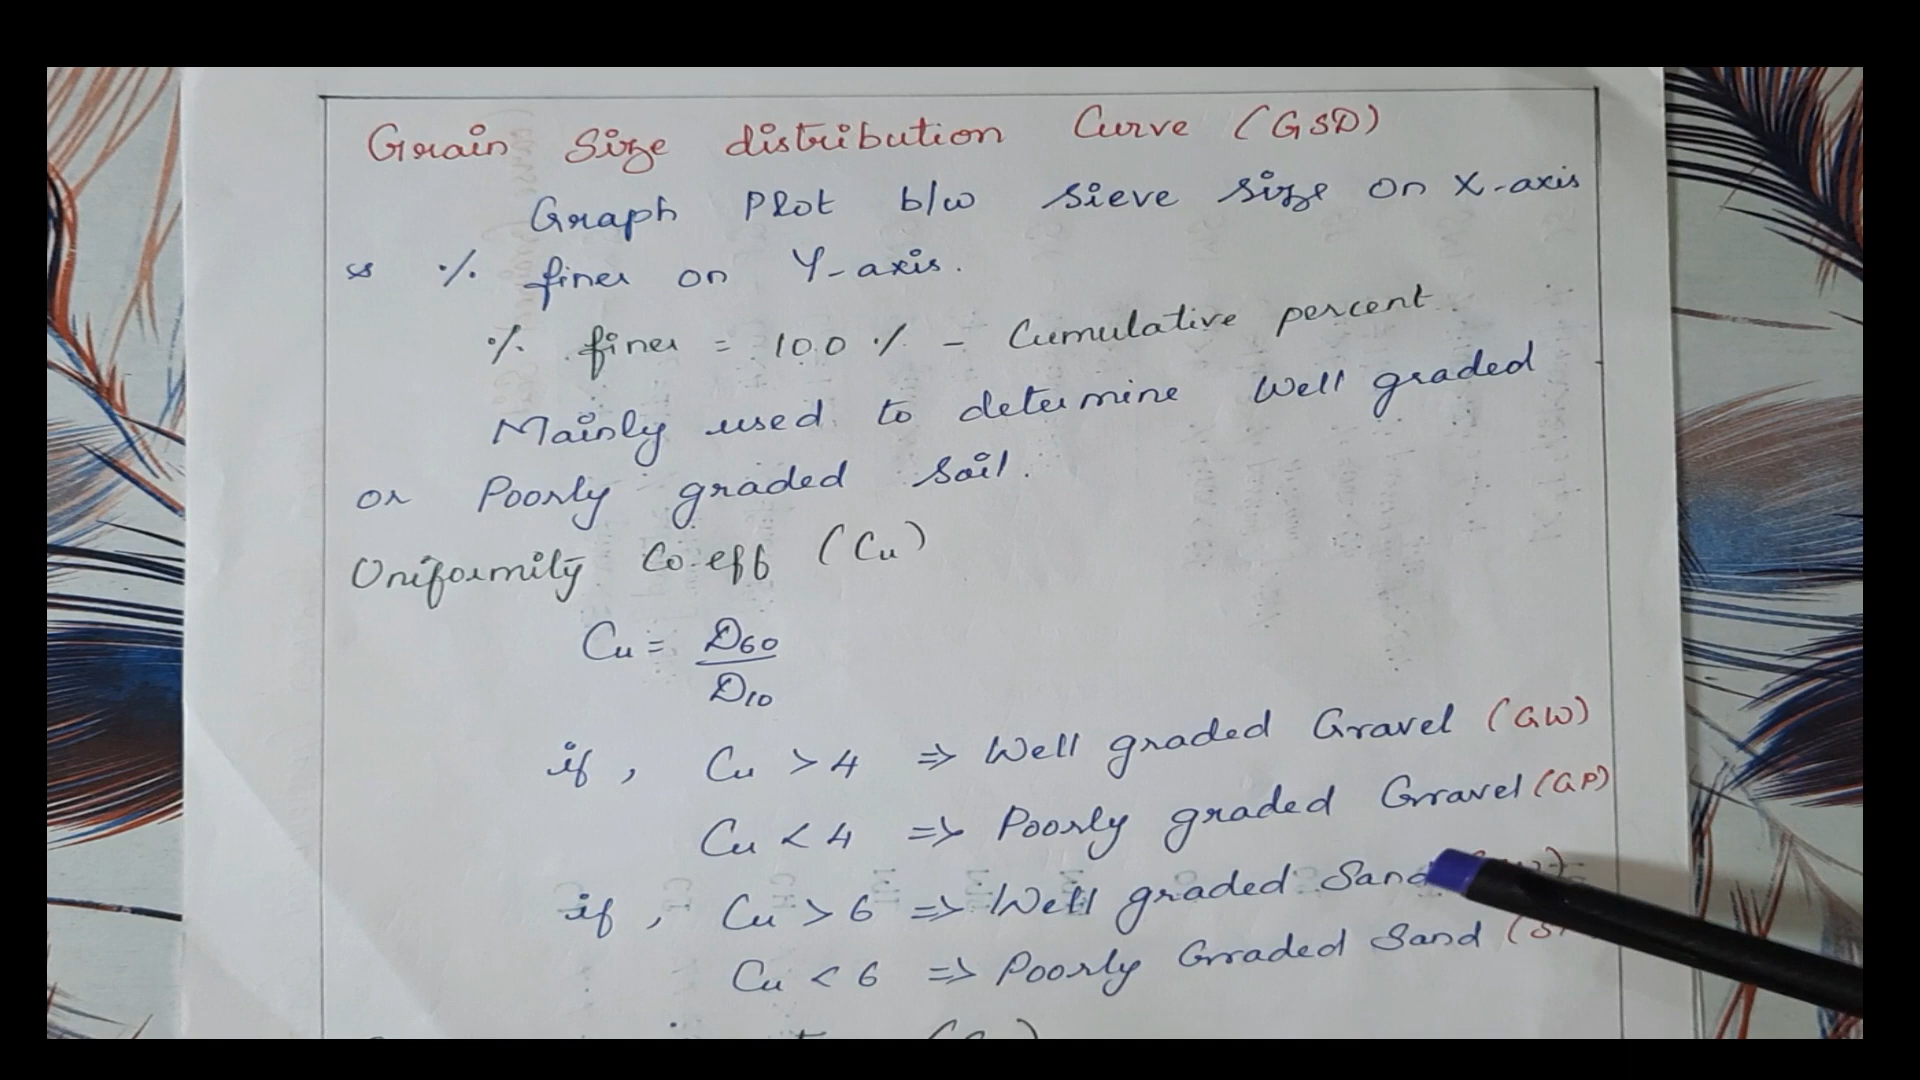 Grain Size distribution Curve (GSD)
Graph Plot b/w Sieve size on X-axis
& % finer on Y-axis.
% finer = 100 % - Cumulative percent
Mainly used to determine Well graded
or Poorly graded Soil.
Uniformity Co-eff (Cu)
Cu = D60
D10
if, Cu > 4 ⇒ Well graded Gravel (GW)
Cu < 4 ⇒ Poorly graded Gravel (GP)
if, Cu > 6 ⇒ Well graded Sand
Cu < 6 ⇒ Poorly Graded Sand